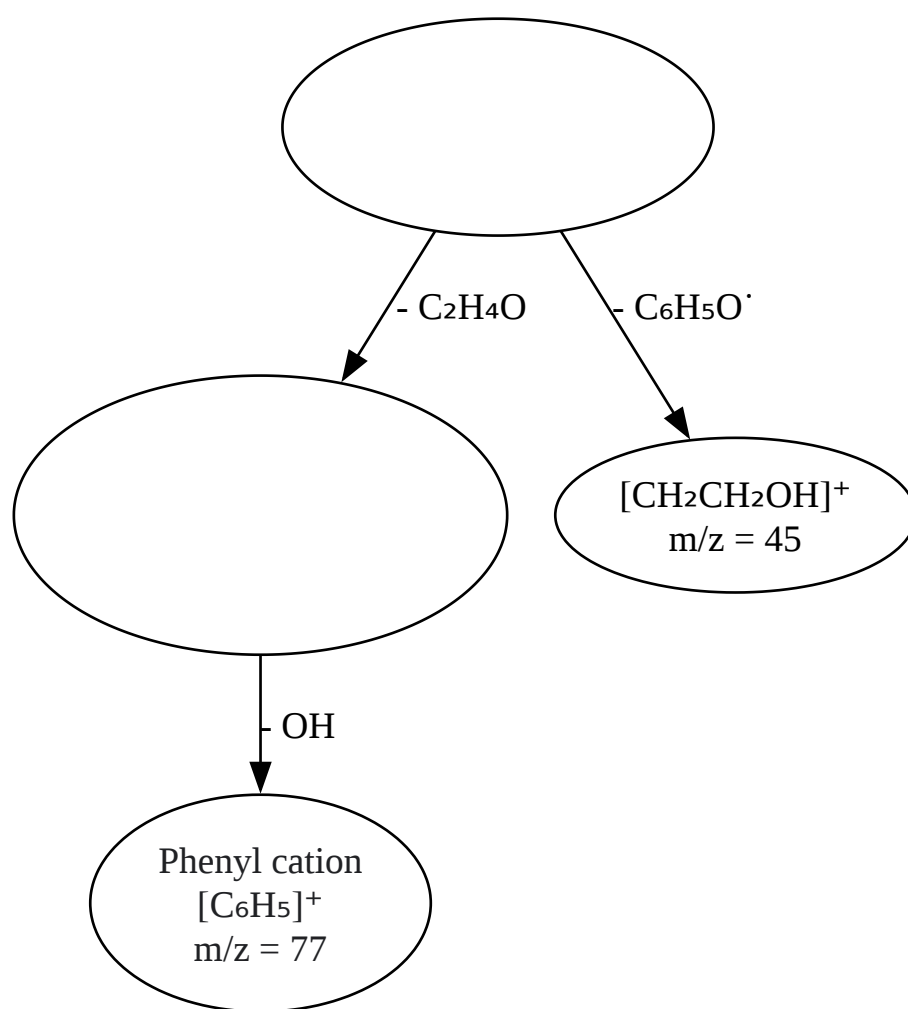 - C₂H₄O
- C₆H₅O˙
[CH₂CH₂OH]⁺
m/z = 45
- OH
Phenyl cation
[C₆H₅]⁺
m/z = 77